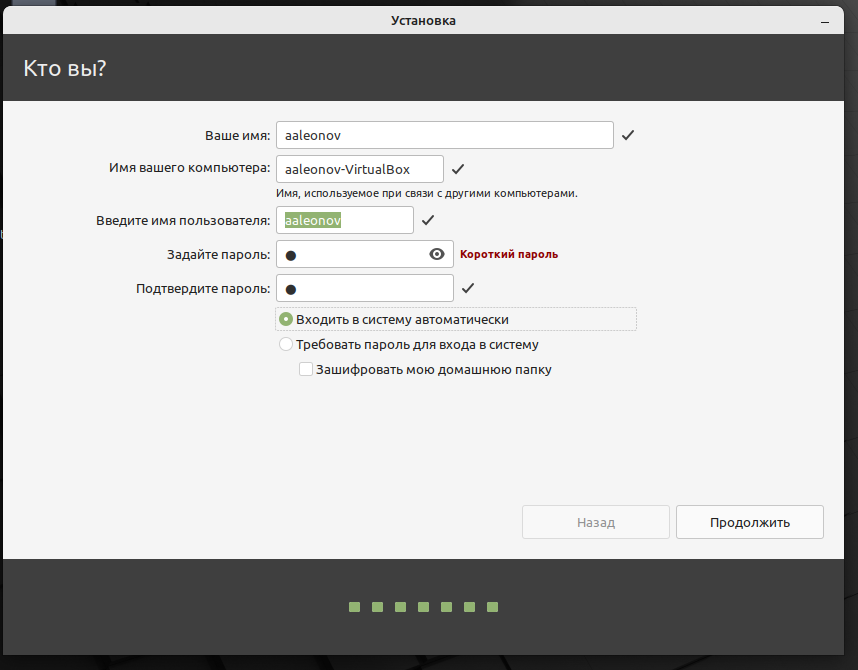 Установка
Кто вы?
Ваше имя: aaleonov
Имя вашего компьютера: aaleonov-VirtualBox
Имя, используемое при связи с другими компьютерами.
Введите имя пользователя: aaleonov
Задайте пароль: ● Короткий пароль
Подтвердите пароль: ●
Входить в систему автоматически
Требовать пароль для входа в систему
Зашифровать мою домашнюю папку
Назад Продолжить